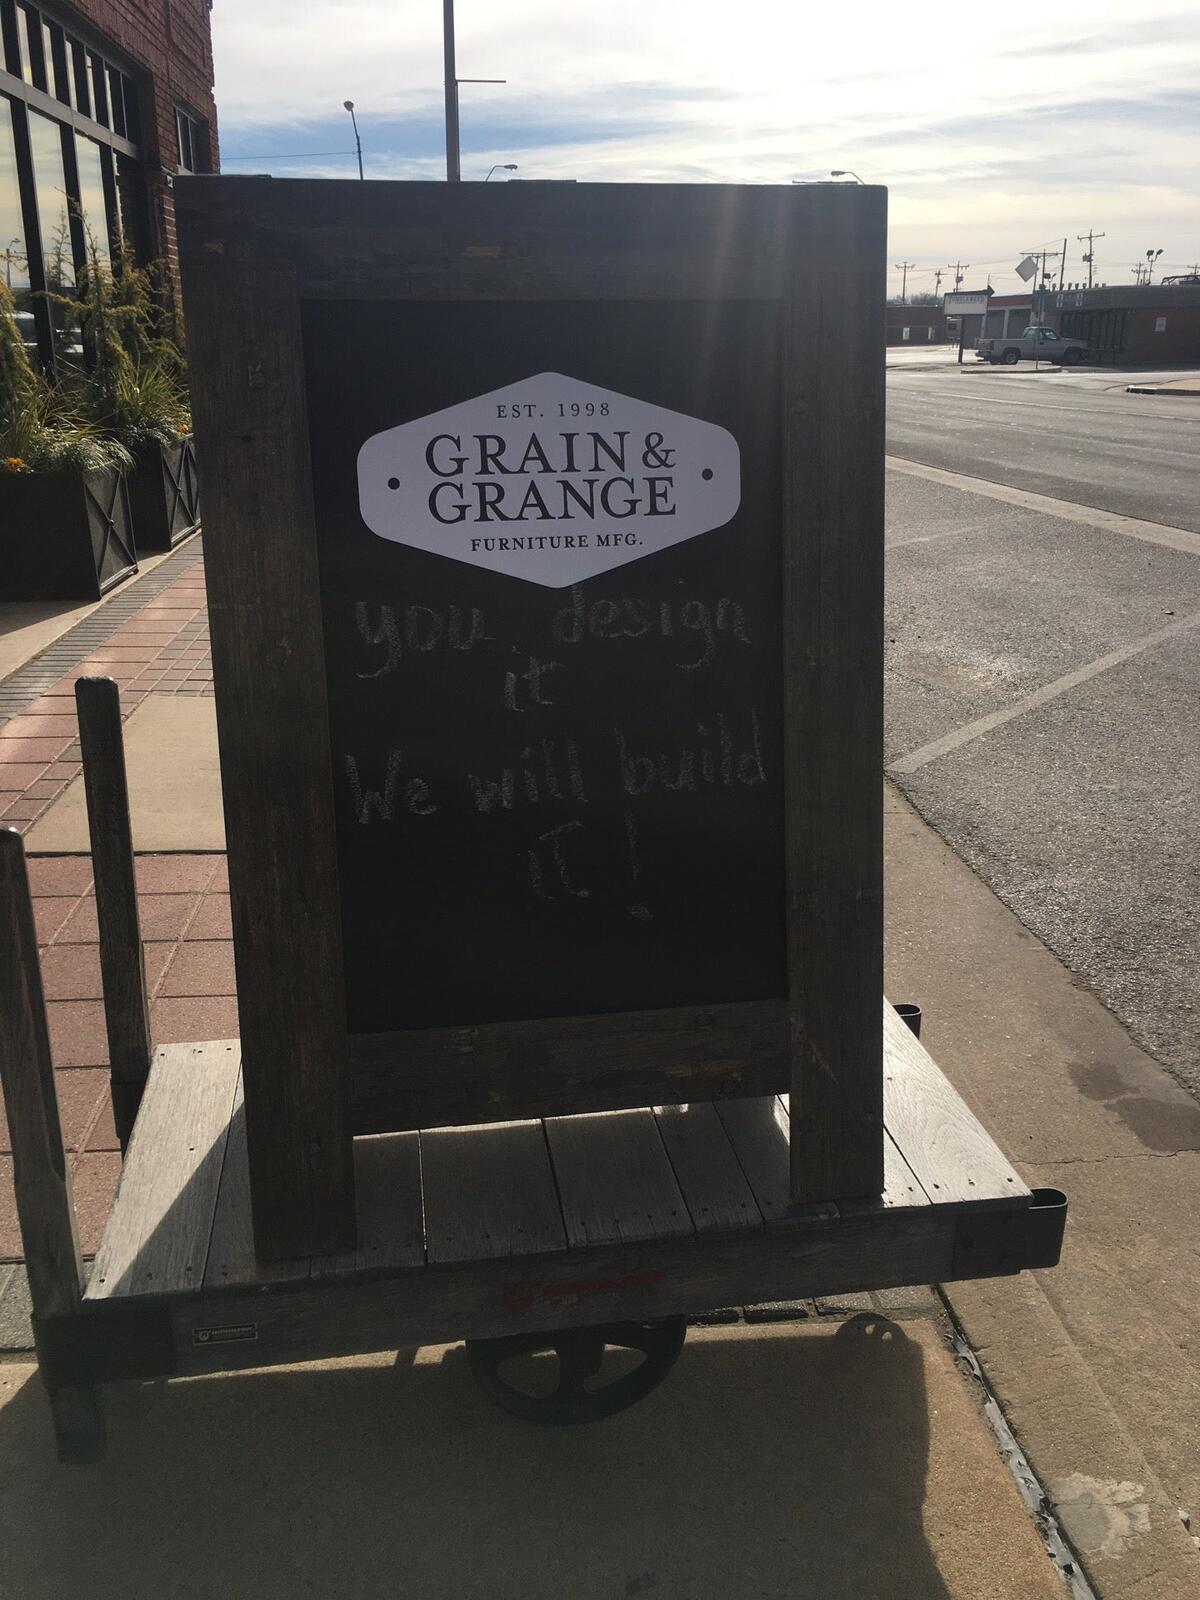 EST. 1998
GRAIN &
GRANGE
FURNITURE MFG.
you design
it
We will build
IT!